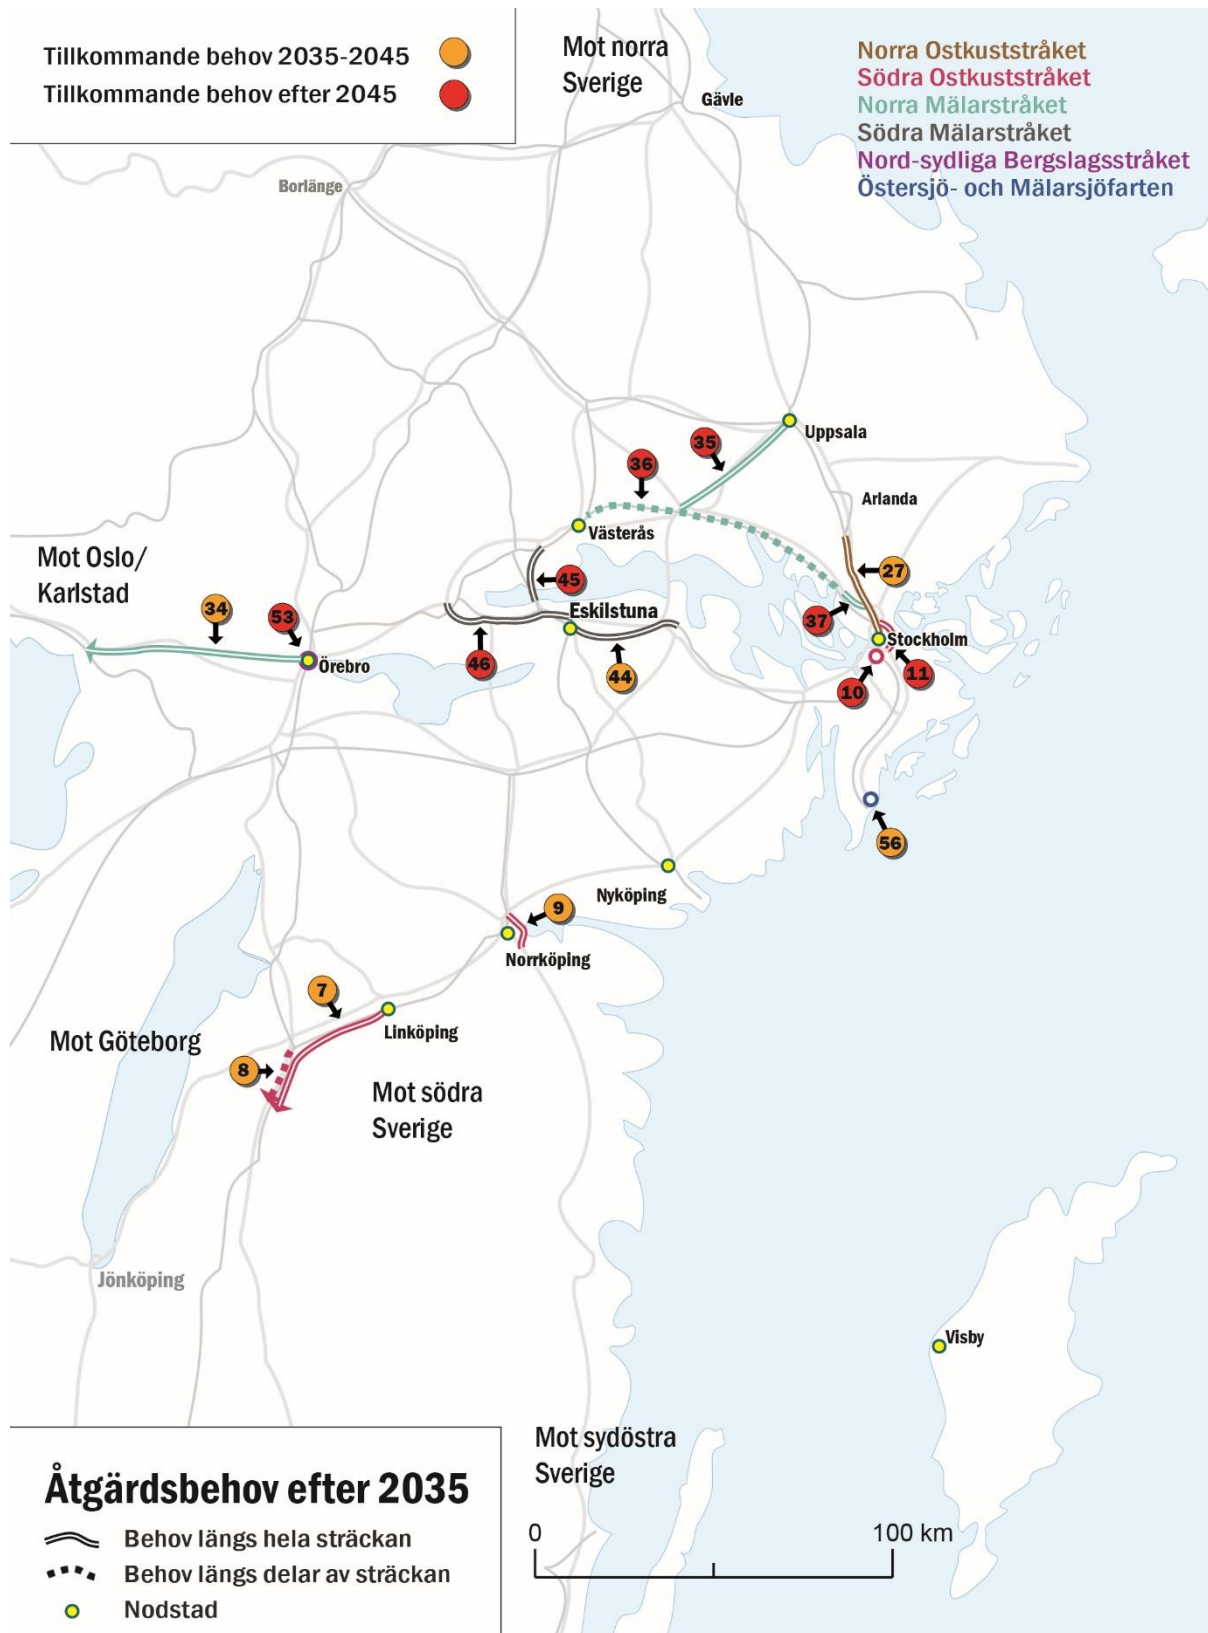 Tillkommande behov 2035-2045
Tillkommande behov efter 2045
Mot norra
Sverige
Norra Ostkuststråket
Södra Ostkuststråket
Norra Mälarstråket
Södra Mälarstråket
Nord-sydliga Bergslagsstråket
Östersjö- och Mälarsjöfarten
Gävle
Borlänge
Uppsala
35
36
Arlanda
Västerås
Mot Oslo/
Karlstad
27
45
34
53
Eskilstuna
37
Stockholm
Örebro
46
44
10
11
56
Nyköping
9
Norrköping
7
Linköping
Mot Göteborg
8
Mot södra
Sverige
Jönköping
Visby
Mot sydöstra
Sverige
0
100 km
Åtgärdsbehov efter 2035
Behov längs hela sträckan
Behov längs delar av sträckan
Nodstad